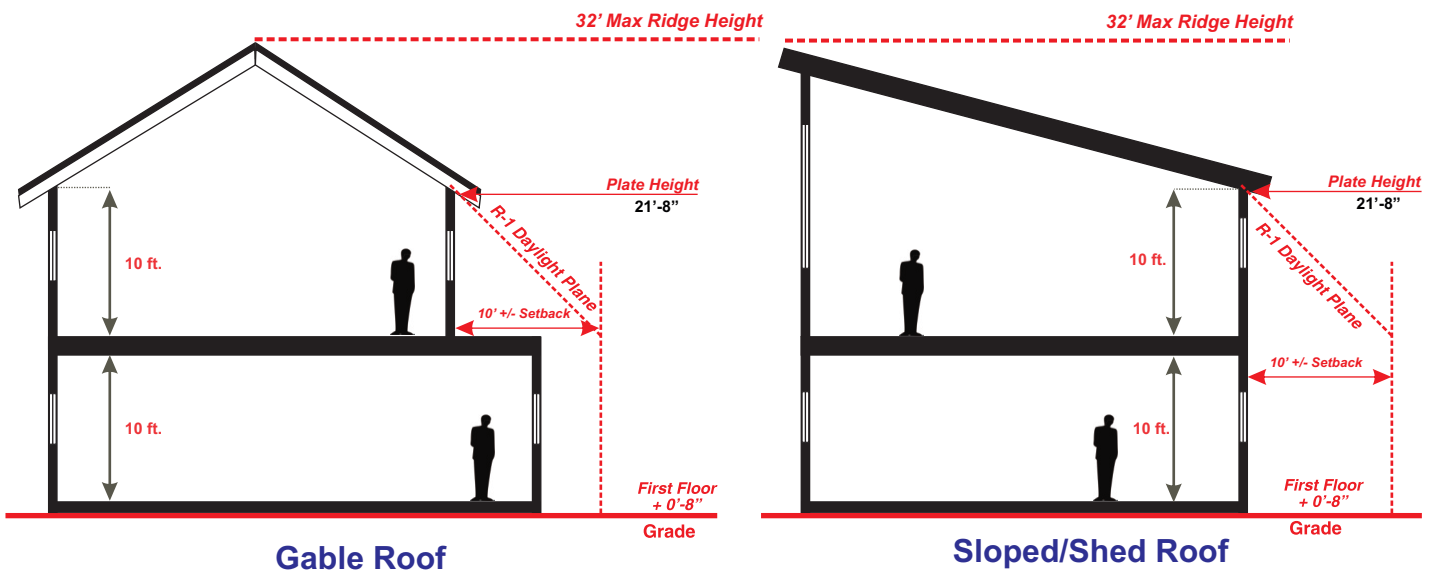 32’ Max Ridge Height
Plate Height
21’-8”
R-1 Daylight Plane
10 ft.
10’ +/- Setback
10 ft.
First Floor
+ 0’-8”
Grade
Gable Roof
32’ Max Ridge Height
Plate Height
21’-8”
R-1 Daylight Plane
10 ft.
10’ +/- Setback
10 ft.
First Floor
+ 0’-8”
Grade
Sloped/Shed Roof